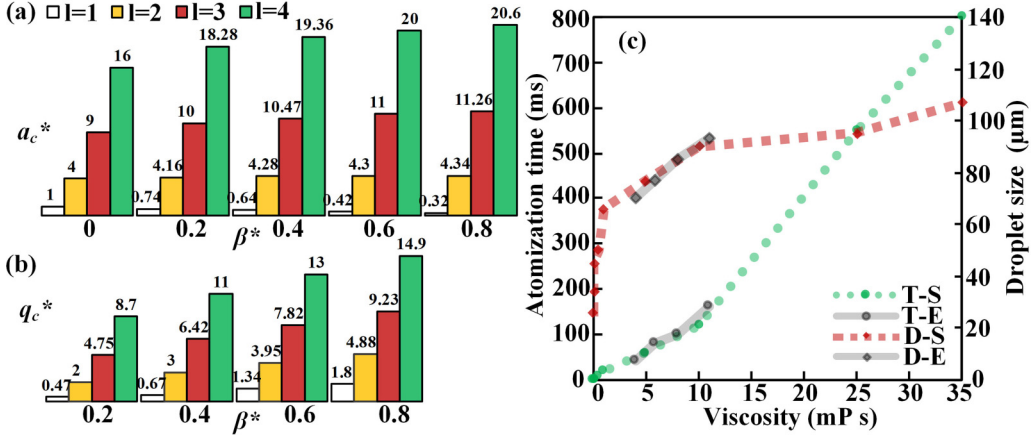 (a) l=1 l=2 l=3 l=4
a_c*
1 4 9 16
0.74 4.16 10 18.28
0.64 4.28 10.47 19.36
0.42 4.3 11 20
0.32 4.34 11.26 20.6
0 0.2 0.4 0.6 0.8
β*
(b)
q_c*
0.47 2 4.75 8.7
0.67 3 6.42 11
1.34 3.95 7.82 13
1.8 4.88 9.23 14.9
0.2 0.4 0.6 0.8
β*
(c)
Atomization time (ms)
800
700
600
500
400
300
200
100
0
0 5 10 15 20 25 30 35
Viscosity (mP s)
T-S
T-E
D-S
D-E
140
120
100
80
60
40
20
0
Droplet size (μm)